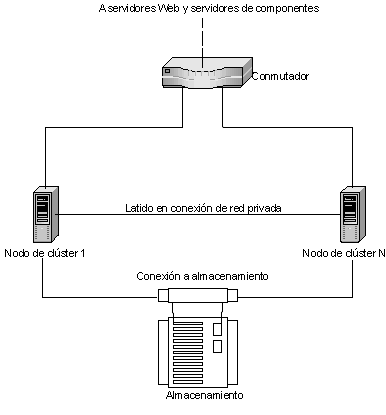 A servidores Web y servidores de componentes
Conmutador
Latido en conexión de red privada
Nodo de clúster 1
Nodo de clúster N
Conexión a almacenamiento
Almacenamiento